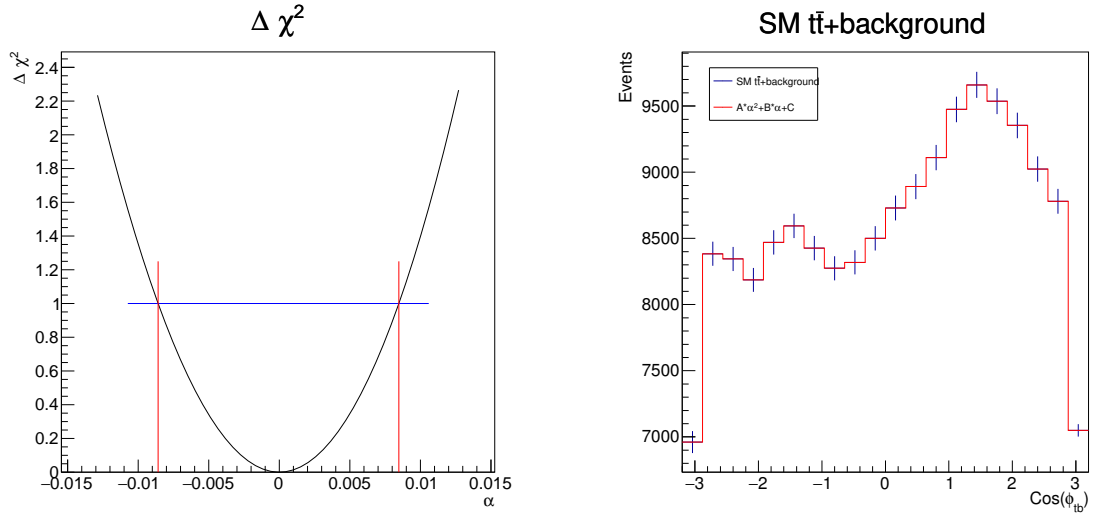 Δ χ²
Δ χ²
2.4
2.2
2
1.8
1.6
1.4
1.2
1
0.8
0.6
0.4
0.2
0
−0.015 −0.01 −0.005 0 0.005 0.01 0.015
α
SM tt̄+background
Events
SM tt̄+background
A*α²+B*α+C
9500
9000
8500
8000
7500
7000
−3 −2 −1 0 1 2 3
Cos(ϕ_tb)